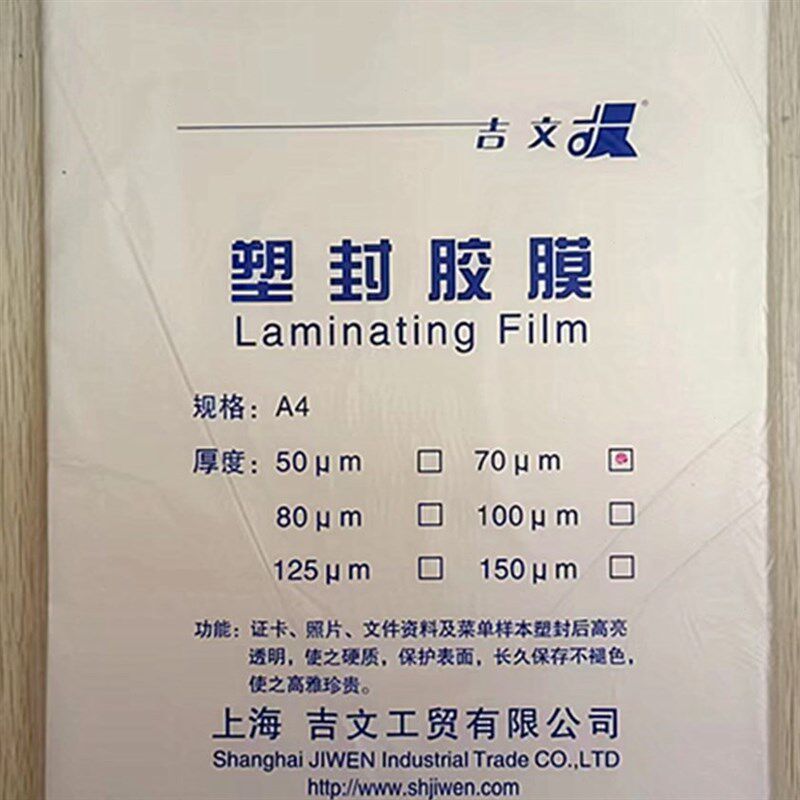 吉文
塑封胶膜
Laminating Film
规格：A4
厚度：50μm □ 70μm □
80μm □ 100μm □
125μm □ 150μm □
功能：证卡、照片、文件资料及菜单样本塑封后高亮
透明，使之硬质，保护表面，长久保存不褪色，
使之高雅珍贵。
上海 吉文工贸有限公司
Shanghai JIWEN Industrial Trade CO.,LTD
http://www.shjiwen.com